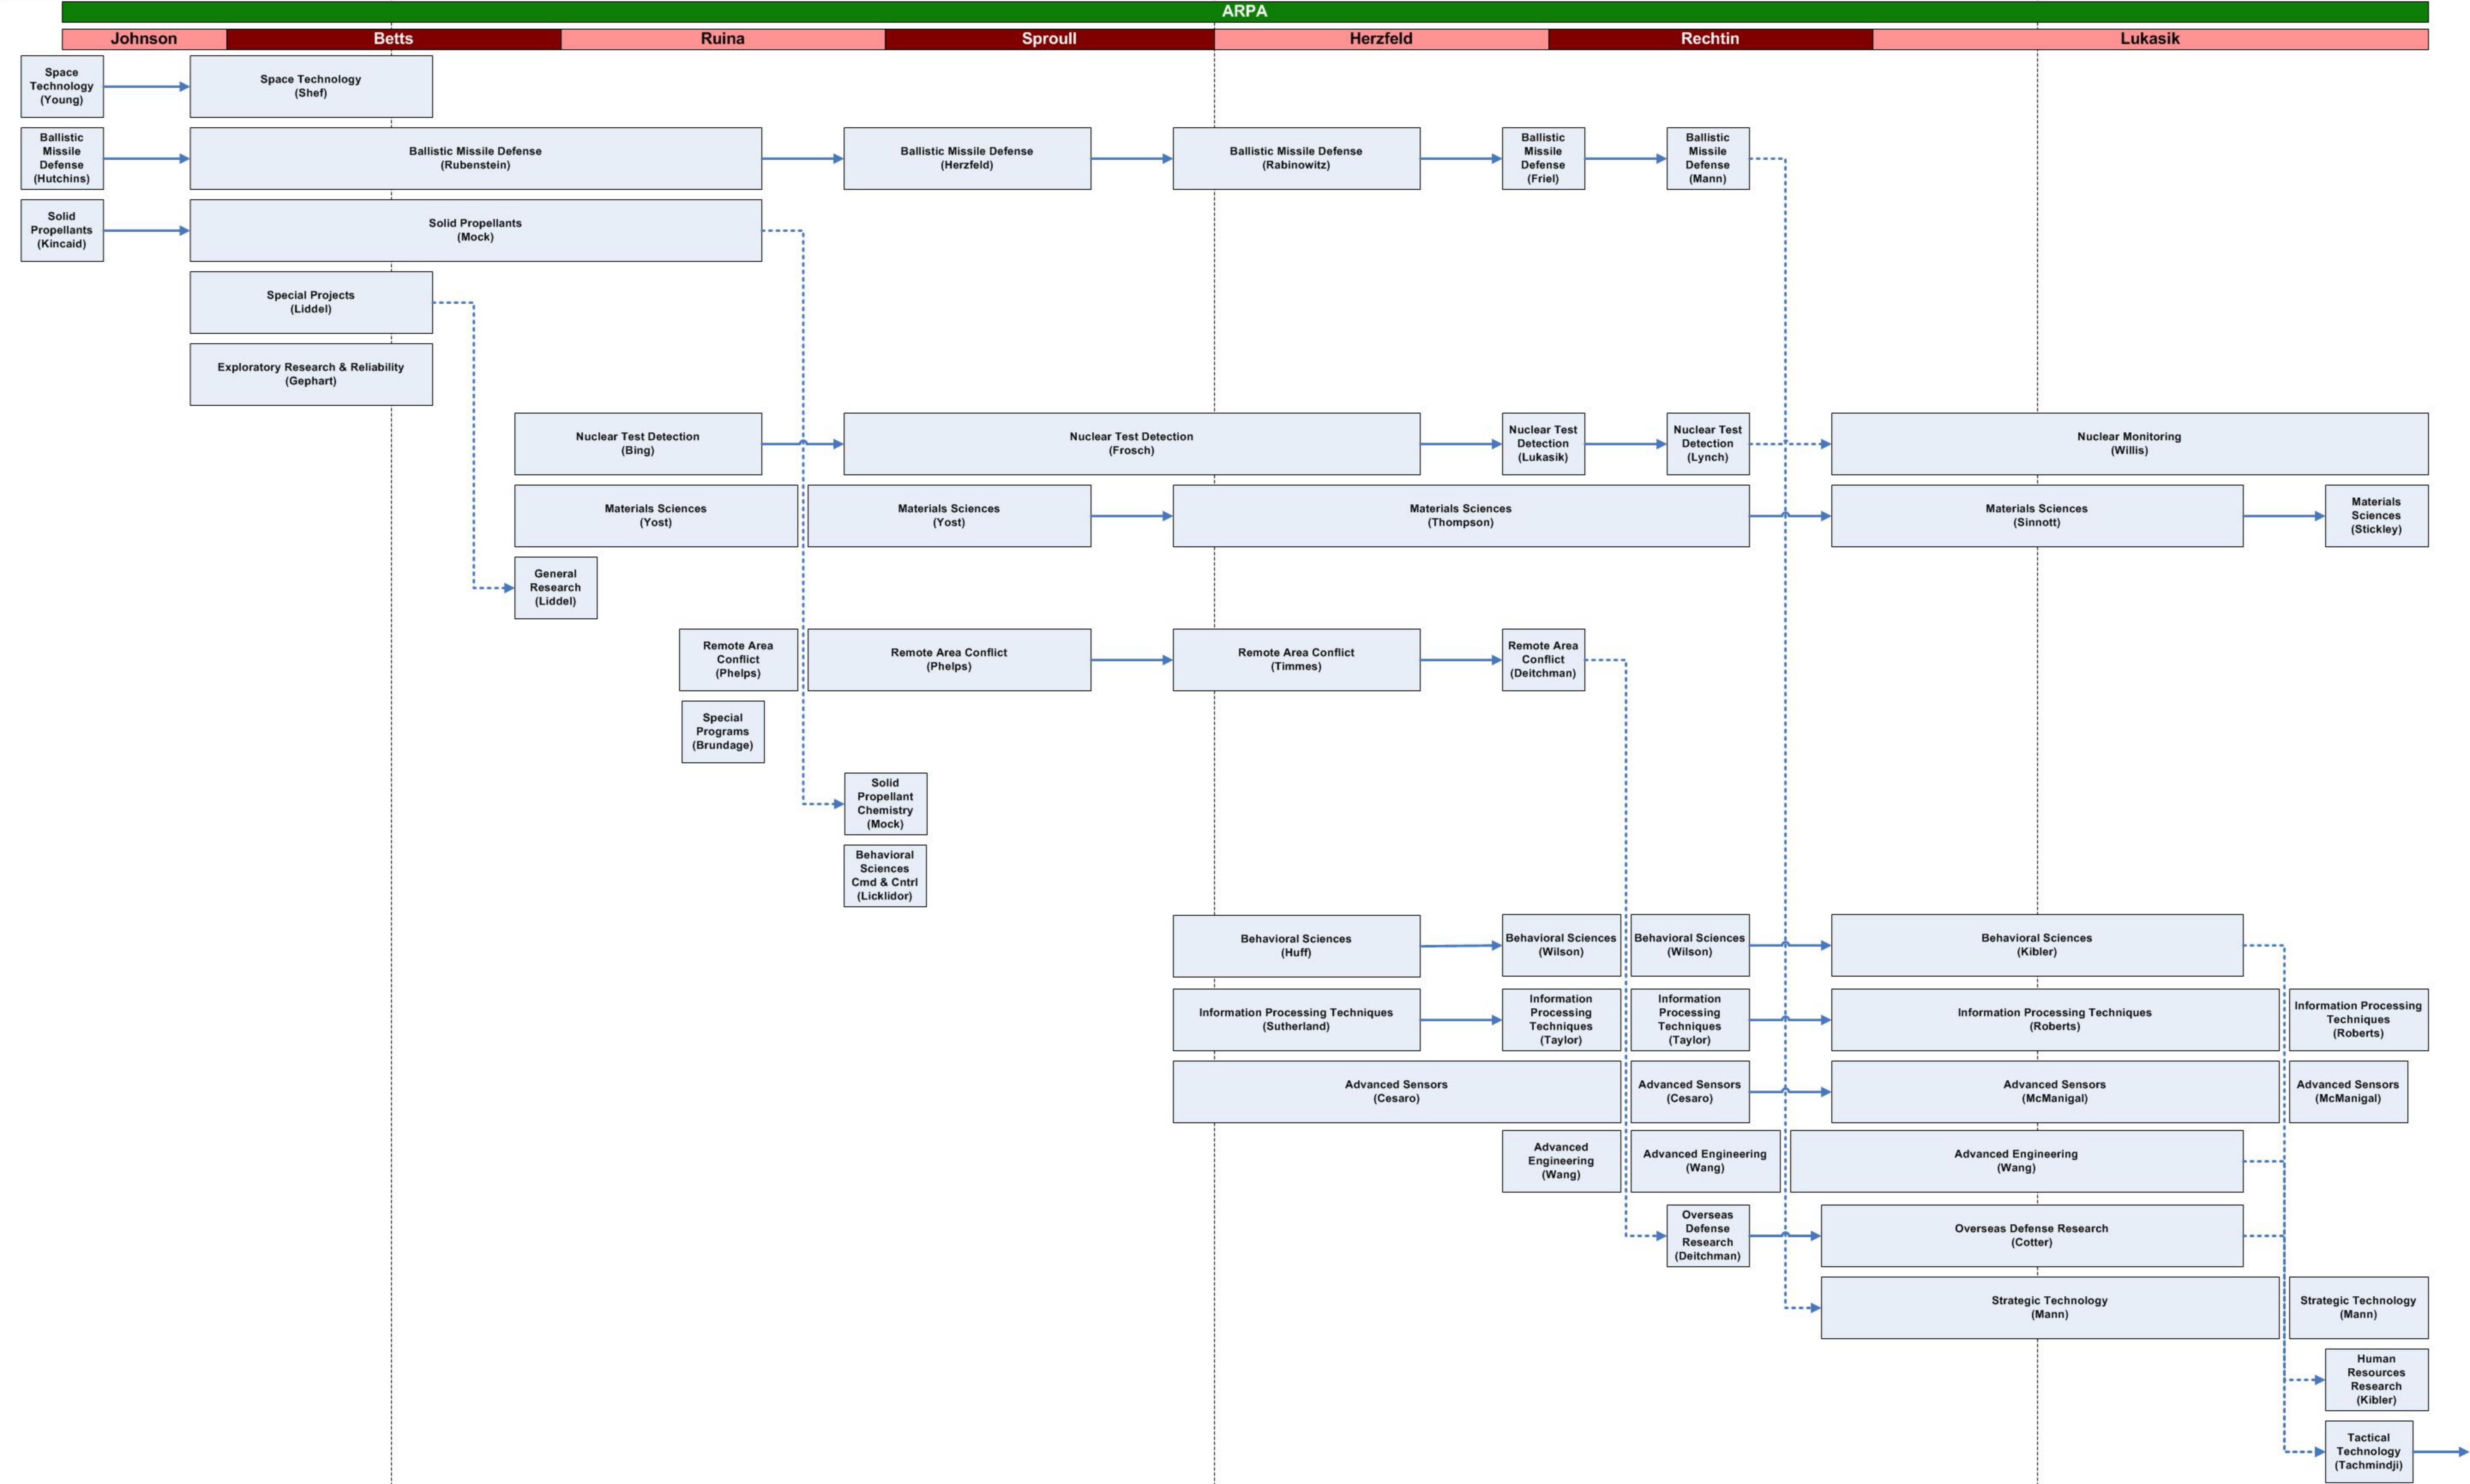 ARPA
Johnson
Betts
Ruina
Sproull
Herzfeld
Rechtin
Lukasik
Space
Technology
(Young)
Space Technology
(Shef)
Ballistic
Missile
Defense
(Hutchins)
Ballistic Missile Defense
(Rubenstein)
Ballistic Missile Defense
(Herzfeld)
Ballistic Missile Defense
(Rabinowitz)
Ballistic
Missile
Defense
(Friel)
Ballistic
Missile
Defense
(Mann)
Solid
Propellants
(Kincaid)
Solid Propellants
(Mock)
Special Projects
(Liddel)
Exploratory Research & Reliability
(Gephart)
Nuclear Test Detection
(Bing)
Nuclear Test Detection
(Frosch)
Nuclear Test
Detection
(Lukasik)
Nuclear Test
Detection
(Lynch)
Nuclear Monitoring
(Willis)
Materials Sciences
(Yost)
Materials Sciences
(Yost)
Materials Sciences
(Thompson)
Materials Sciences
(Sinnott)
Materials
Sciences
(Stickley)
General
Research
(Liddel)
Remote Area
Conflict
(Phelps)
Remote Area Conflict
(Phelps)
Remote Area Conflict
(Timmes)
Remote Area
Conflict
(Deitchman)
Special
Programs
(Brundage)
Solid
Propellant
Chemistry
(Mock)
Behavioral
Sciences
Cmd & Cntrl
(Licklidor)
Behavioral Sciences
(Huff)
Behavioral Sciences
(Wilson)
Behavioral Sciences
(Wilson)
Behavioral Sciences
(Kibler)
Information Processing Techniques
(Sutherland)
Information
Processing
Techniques
(Taylor)
Information
Processing
Techniques
(Taylor)
Information Processing Techniques
(Roberts)
Information Processing
Techniques
(Roberts)
Advanced Sensors
(Cesaro)
Advanced Sensors
(Cesaro)
Advanced Sensors
(McManigal)
Advanced Sensors
(McManigal)
Advanced
Engineering
(Wang)
Advanced Engineering
(Wang)
Advanced Engineering
(Wang)
Overseas
Defense
Research
(Deitchman)
Overseas Defense Research
(Cotter)
Strategic Technology
(Mann)
Strategic Technology
(Mann)
Human
Resources
Research
(Kibler)
Tactical
Technology
(Tachmindji)